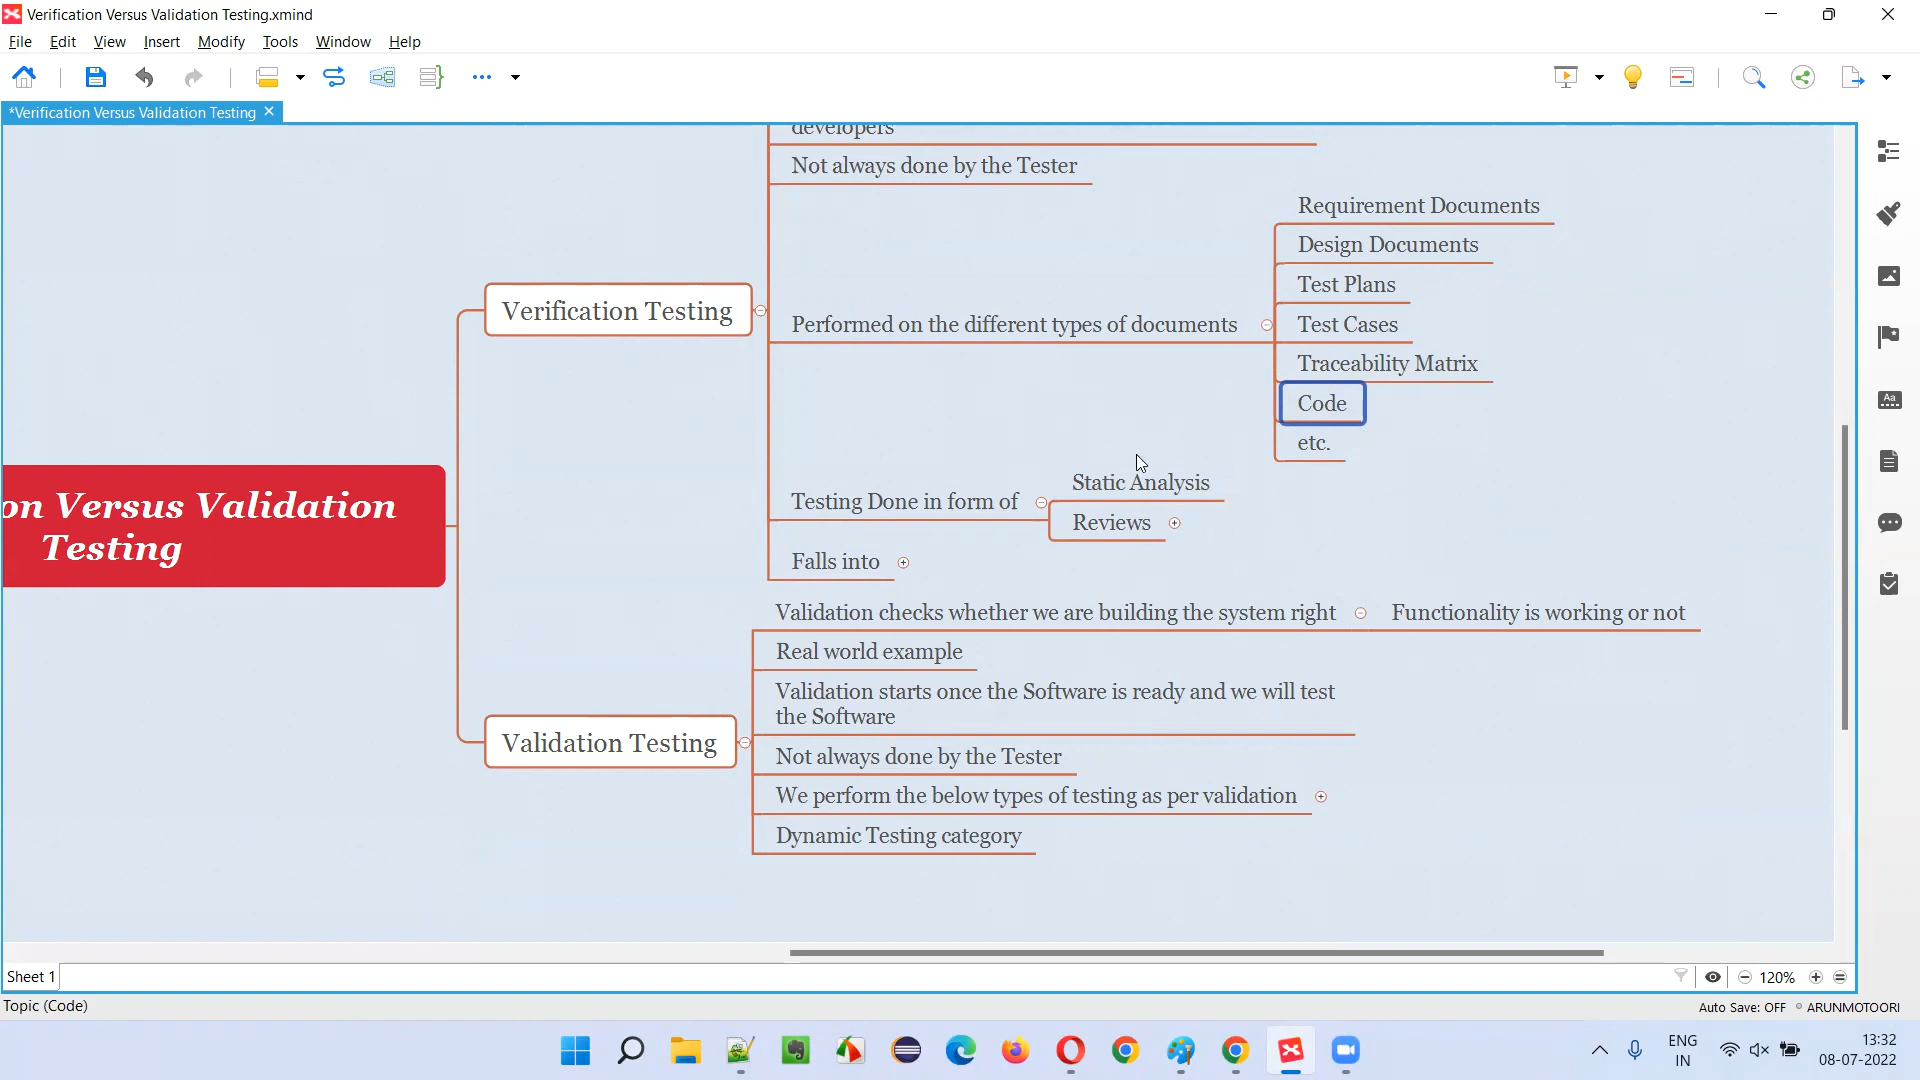 Verification Versus Validation Testing.xmind
File Edit View Insert Modify Tools Window Help
*Verification Versus Validation Testing
developers
Not always done by the Tester
Requirement Documents
Design Documents
Test Plans
Verification Testing
Performed on the different types of documents
Test Cases
Traceability Matrix
Code
etc.
Static Analysis
Testing Done in form of
Reviews
on Versus Validation
Testing
Falls into
Validation checks whether we are building the system right
Functionality is working or not
Real world example
Validation starts once the Software is ready and we will test
the Software
Validation Testing
Not always done by the Tester
We perform the below types of testing as per validation
Dynamic Testing category
Sheet 1
120%
Topic (Code)
Auto Save: OFF
ARUNMOTOORI
ENG
IN
13:32
08-07-2022